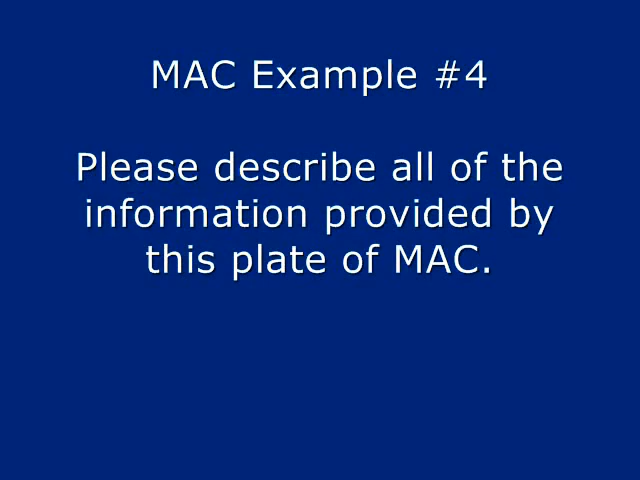 MAC Example #4
Please describe all of the
information provided by
this plate of MAC.